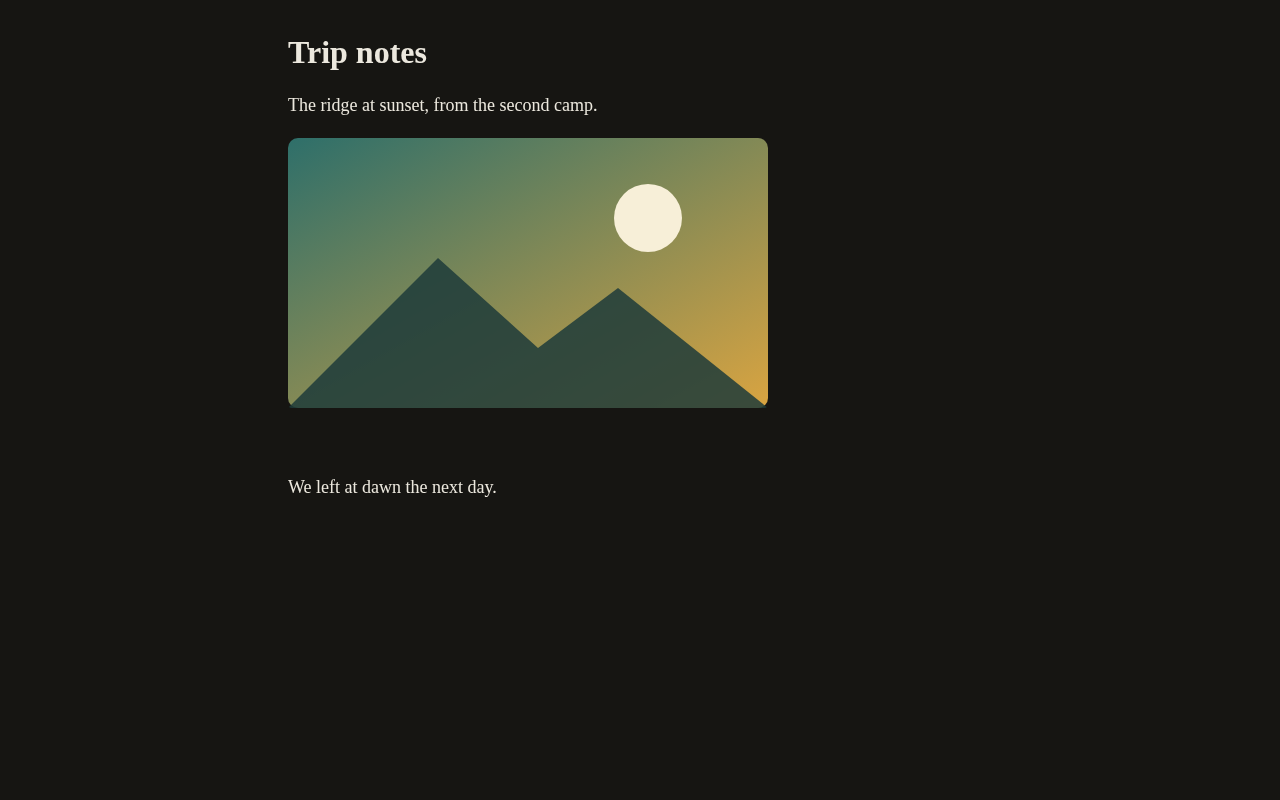 Trip notes
The ridge at sunset, from the second camp.
We left at dawn the next day.